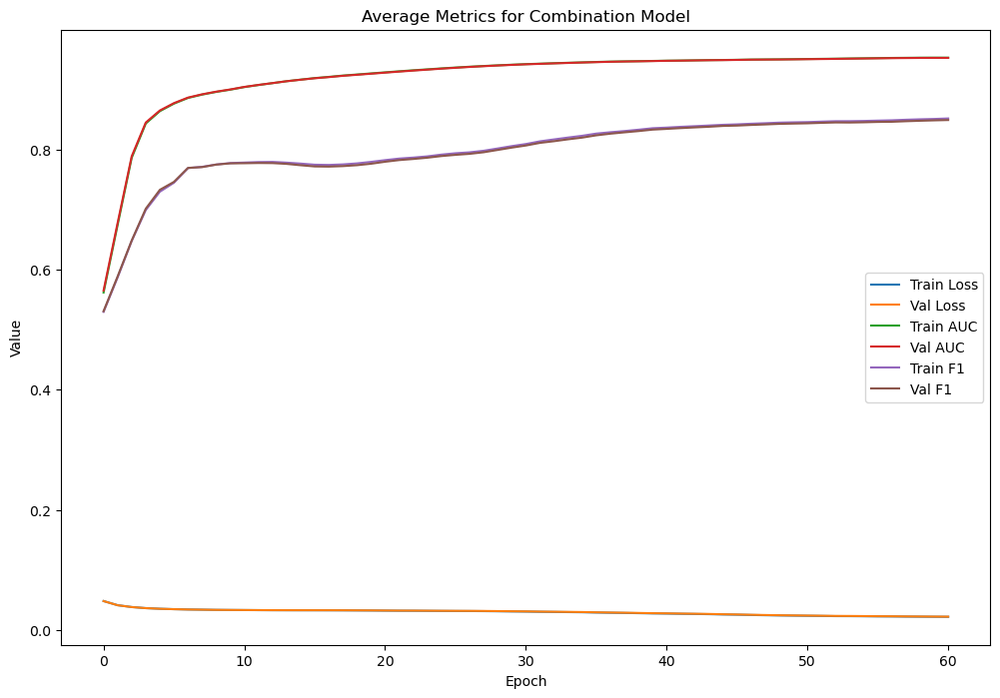 Average Metrics for Combination Model
Value
0.8
0.6
0.4
0.2
0.0
Train Loss
Val Loss
Train AUC
Val AUC
Train F1
Val F1
0 10 20 30 40 50 60
Epoch